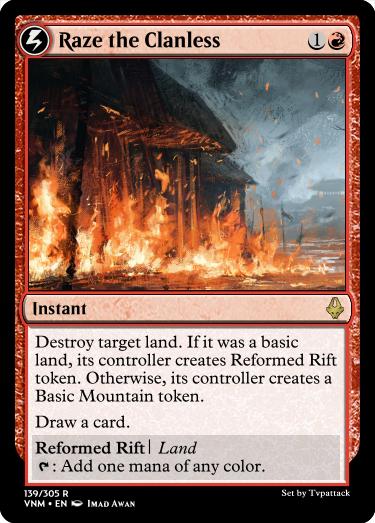 Raze the Clanless 1
Instant
Destroy target land. If it was a basic
land, its controller creates Reformed Rift
token. Otherwise, its controller creates a
Basic Mountain token.
Draw a card.
Reformed Rift | Land
: Add one mana of any color.
139/305 R
VNM • EN Imad Awan
Set by Tvpattack